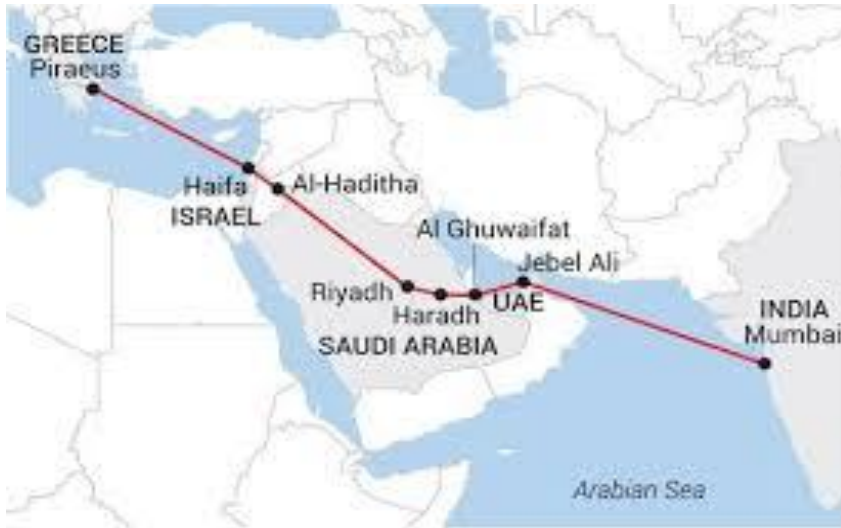 GREECE
Piraeus
Haifa
ISRAEL
Al-Haditha
Al Ghuwaifat
Jebel Ali
Riyadh
Haradh
UAE
SAUDI ARABIA
INDIA
Mumbai
Arabian Sea